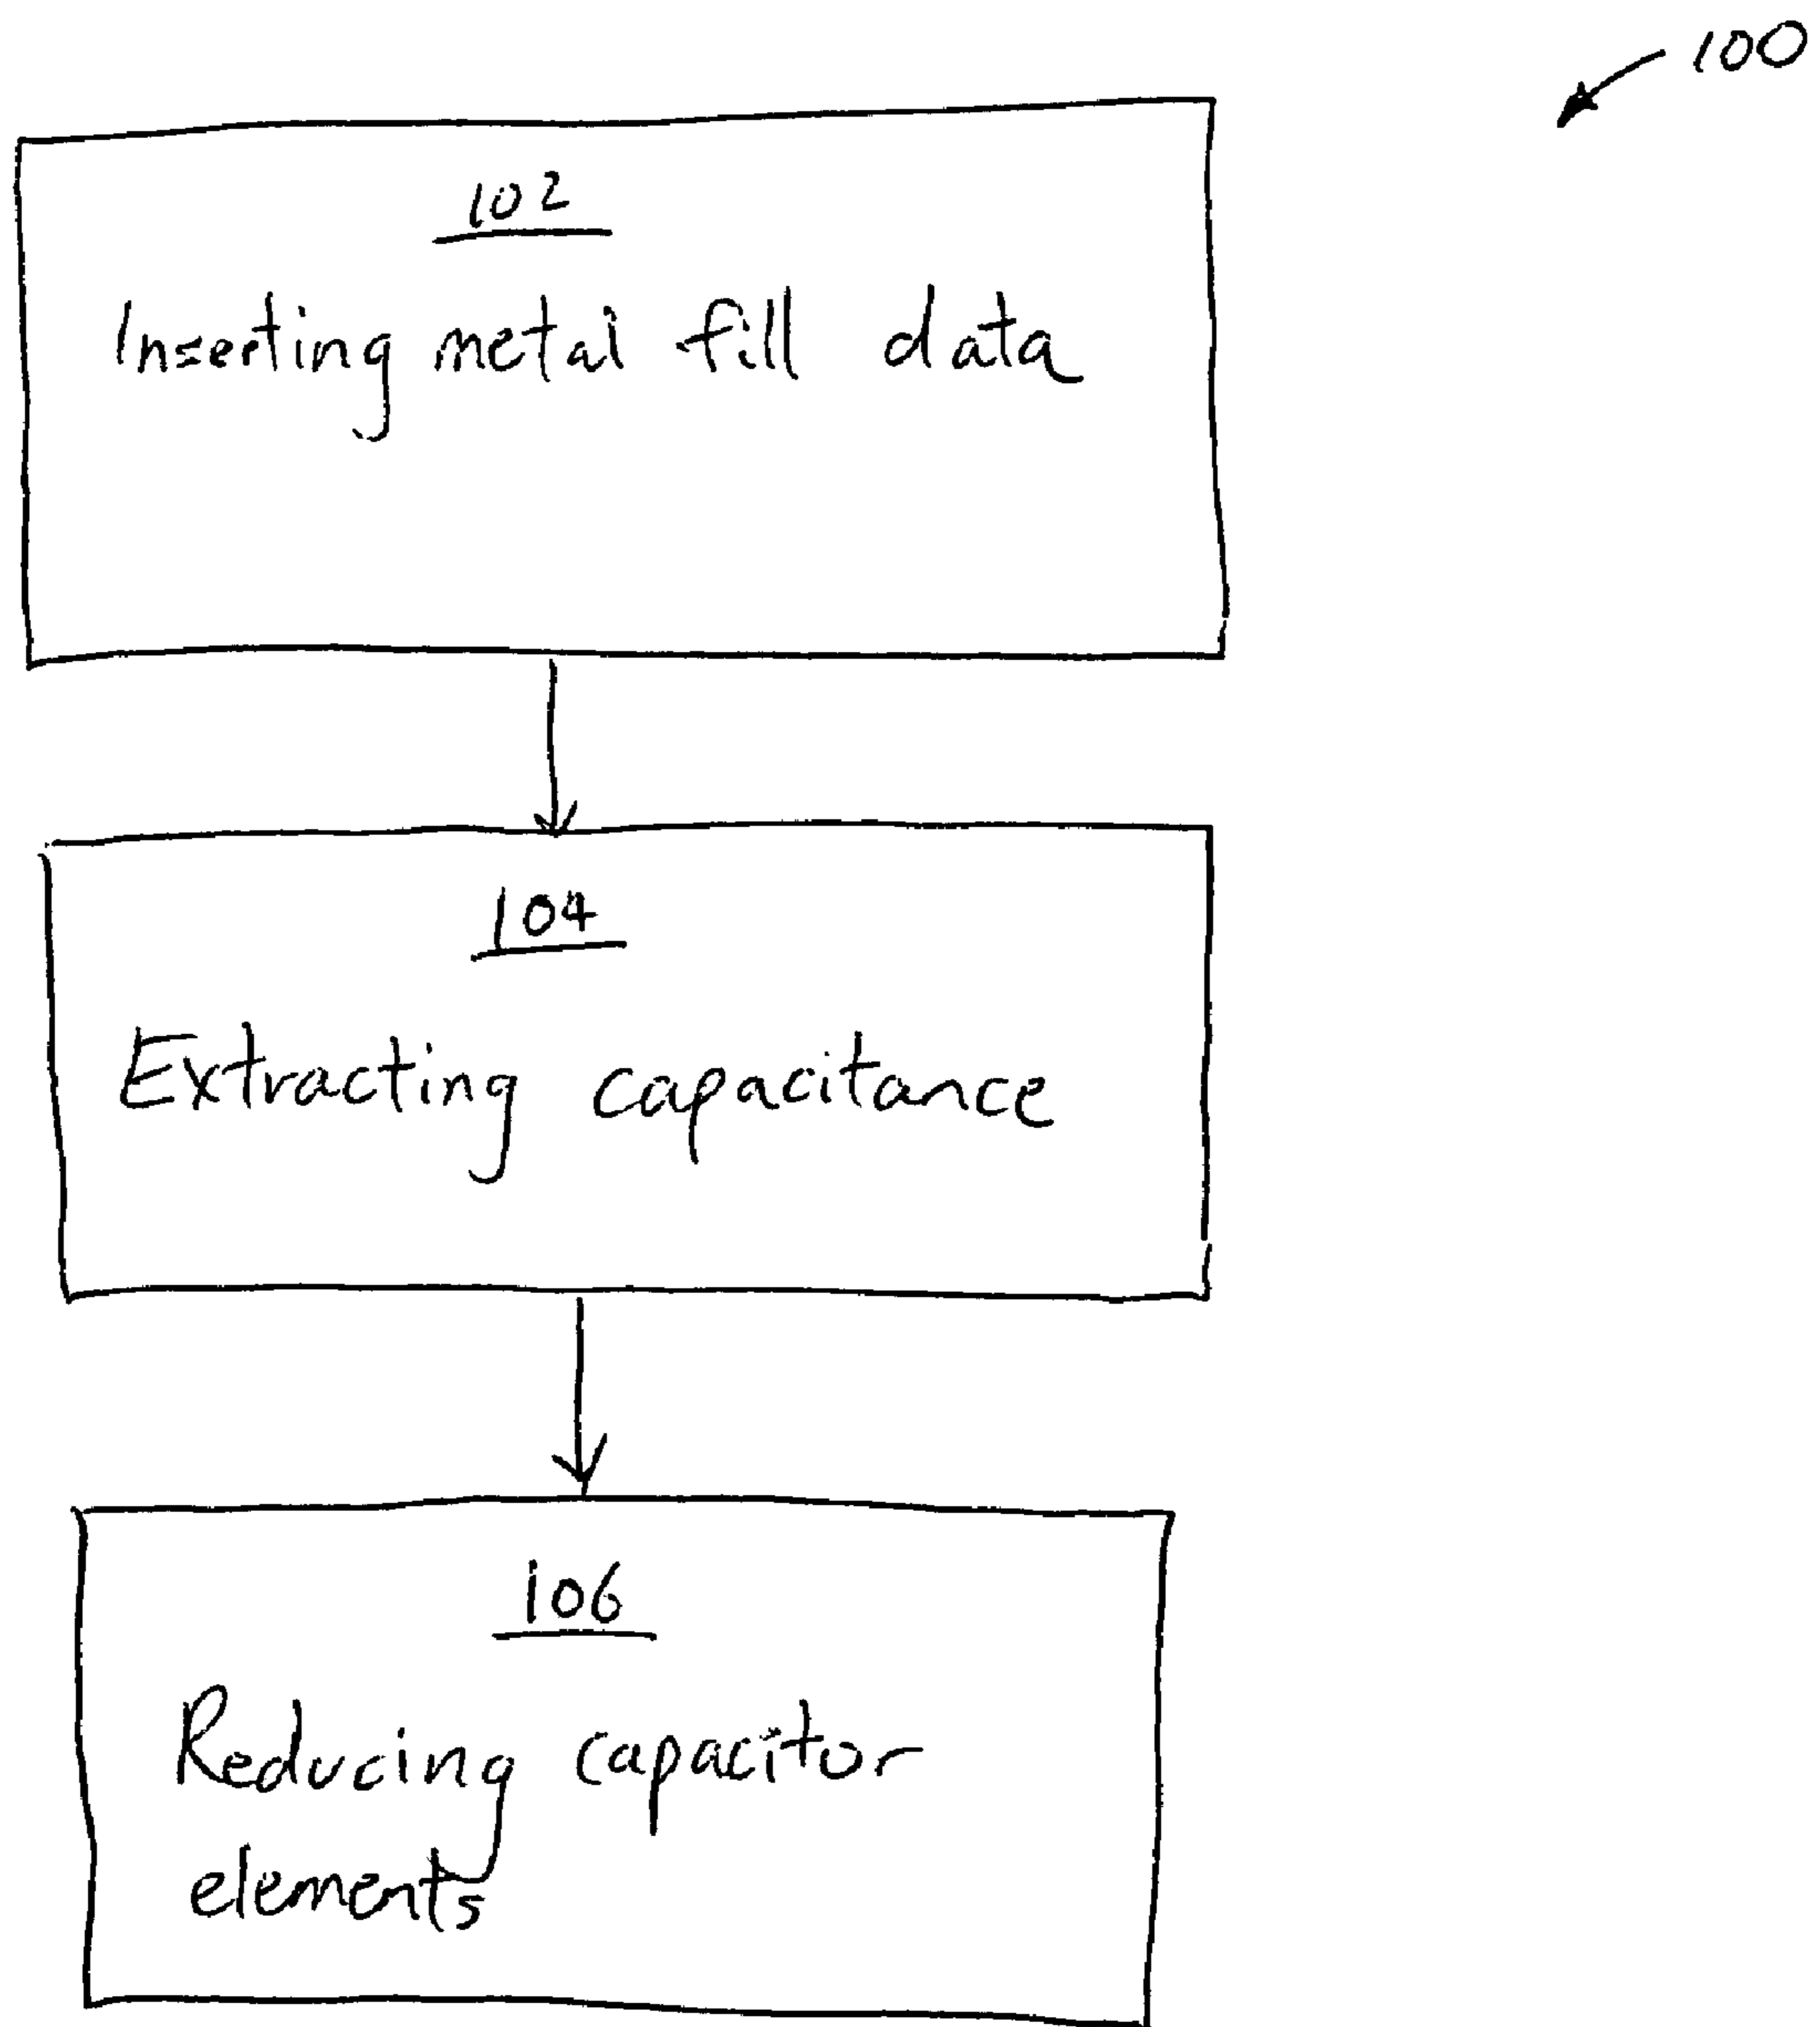 100
102
Inserting metal fill data
104
Extracting capacitance
106
Reducing capacitor
elements